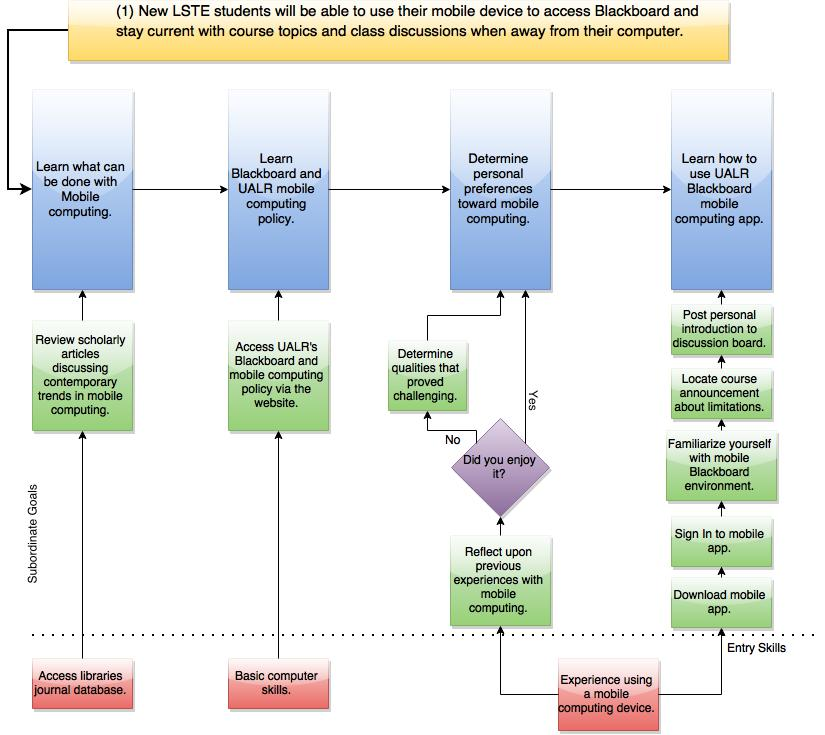 (1) New LSTE students will be able to use their mobile device to access Blackboard and
stay current with course topics and class discussions when away from their computer.
Learn what can
be done with
Mobile
computing.
Learn
Blackboard and
UALR mobile
computing
policy.
Determine
personal
preferences
toward mobile
computing.
Learn how to
use UALR
Blackboard
mobile
computing app.
Review scholarly
articles
discussing
contemporary
trends in mobile
computing.
Access UALR's
Blackboard and
mobile computing
policy via the
website.
Determine
qualities that
proved
challenging.
Yes
No
Did you enjoy
it?
Reflect upon
previous
experiences with
mobile
computing.
Post personal
introduction to
discussion board.
Locate course
announcement
about limitations.
Familiarize yourself
with mobile
Blackboard
environment.
Sign In to mobile
app.
Download mobile
app.
Subordinate Goals
Entry Skills
Access libraries
journal database.
Basic computer
skills.
Experience using
a mobile
computing device.